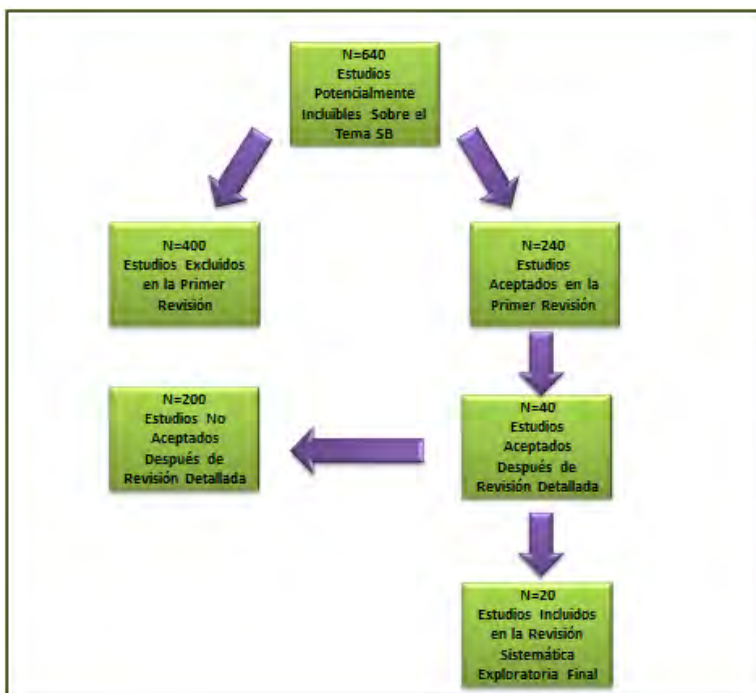 N=640
Estudios
Potencialmente
Incluibles Sobre el
Tema SB
N=400
Estudios Excluidos
en la Primer
Revisión
N=240
Estudios
Aceptados en la
Primer Revisión
N=200
Estudios No
Aceptados
Después de
Revisión Detallada
N=40
Estudios
Aceptados
Después de
Revisión Detallada
N=20
Estudios Incluidos
en la Revisión
Sistemática
Exploratoria Final